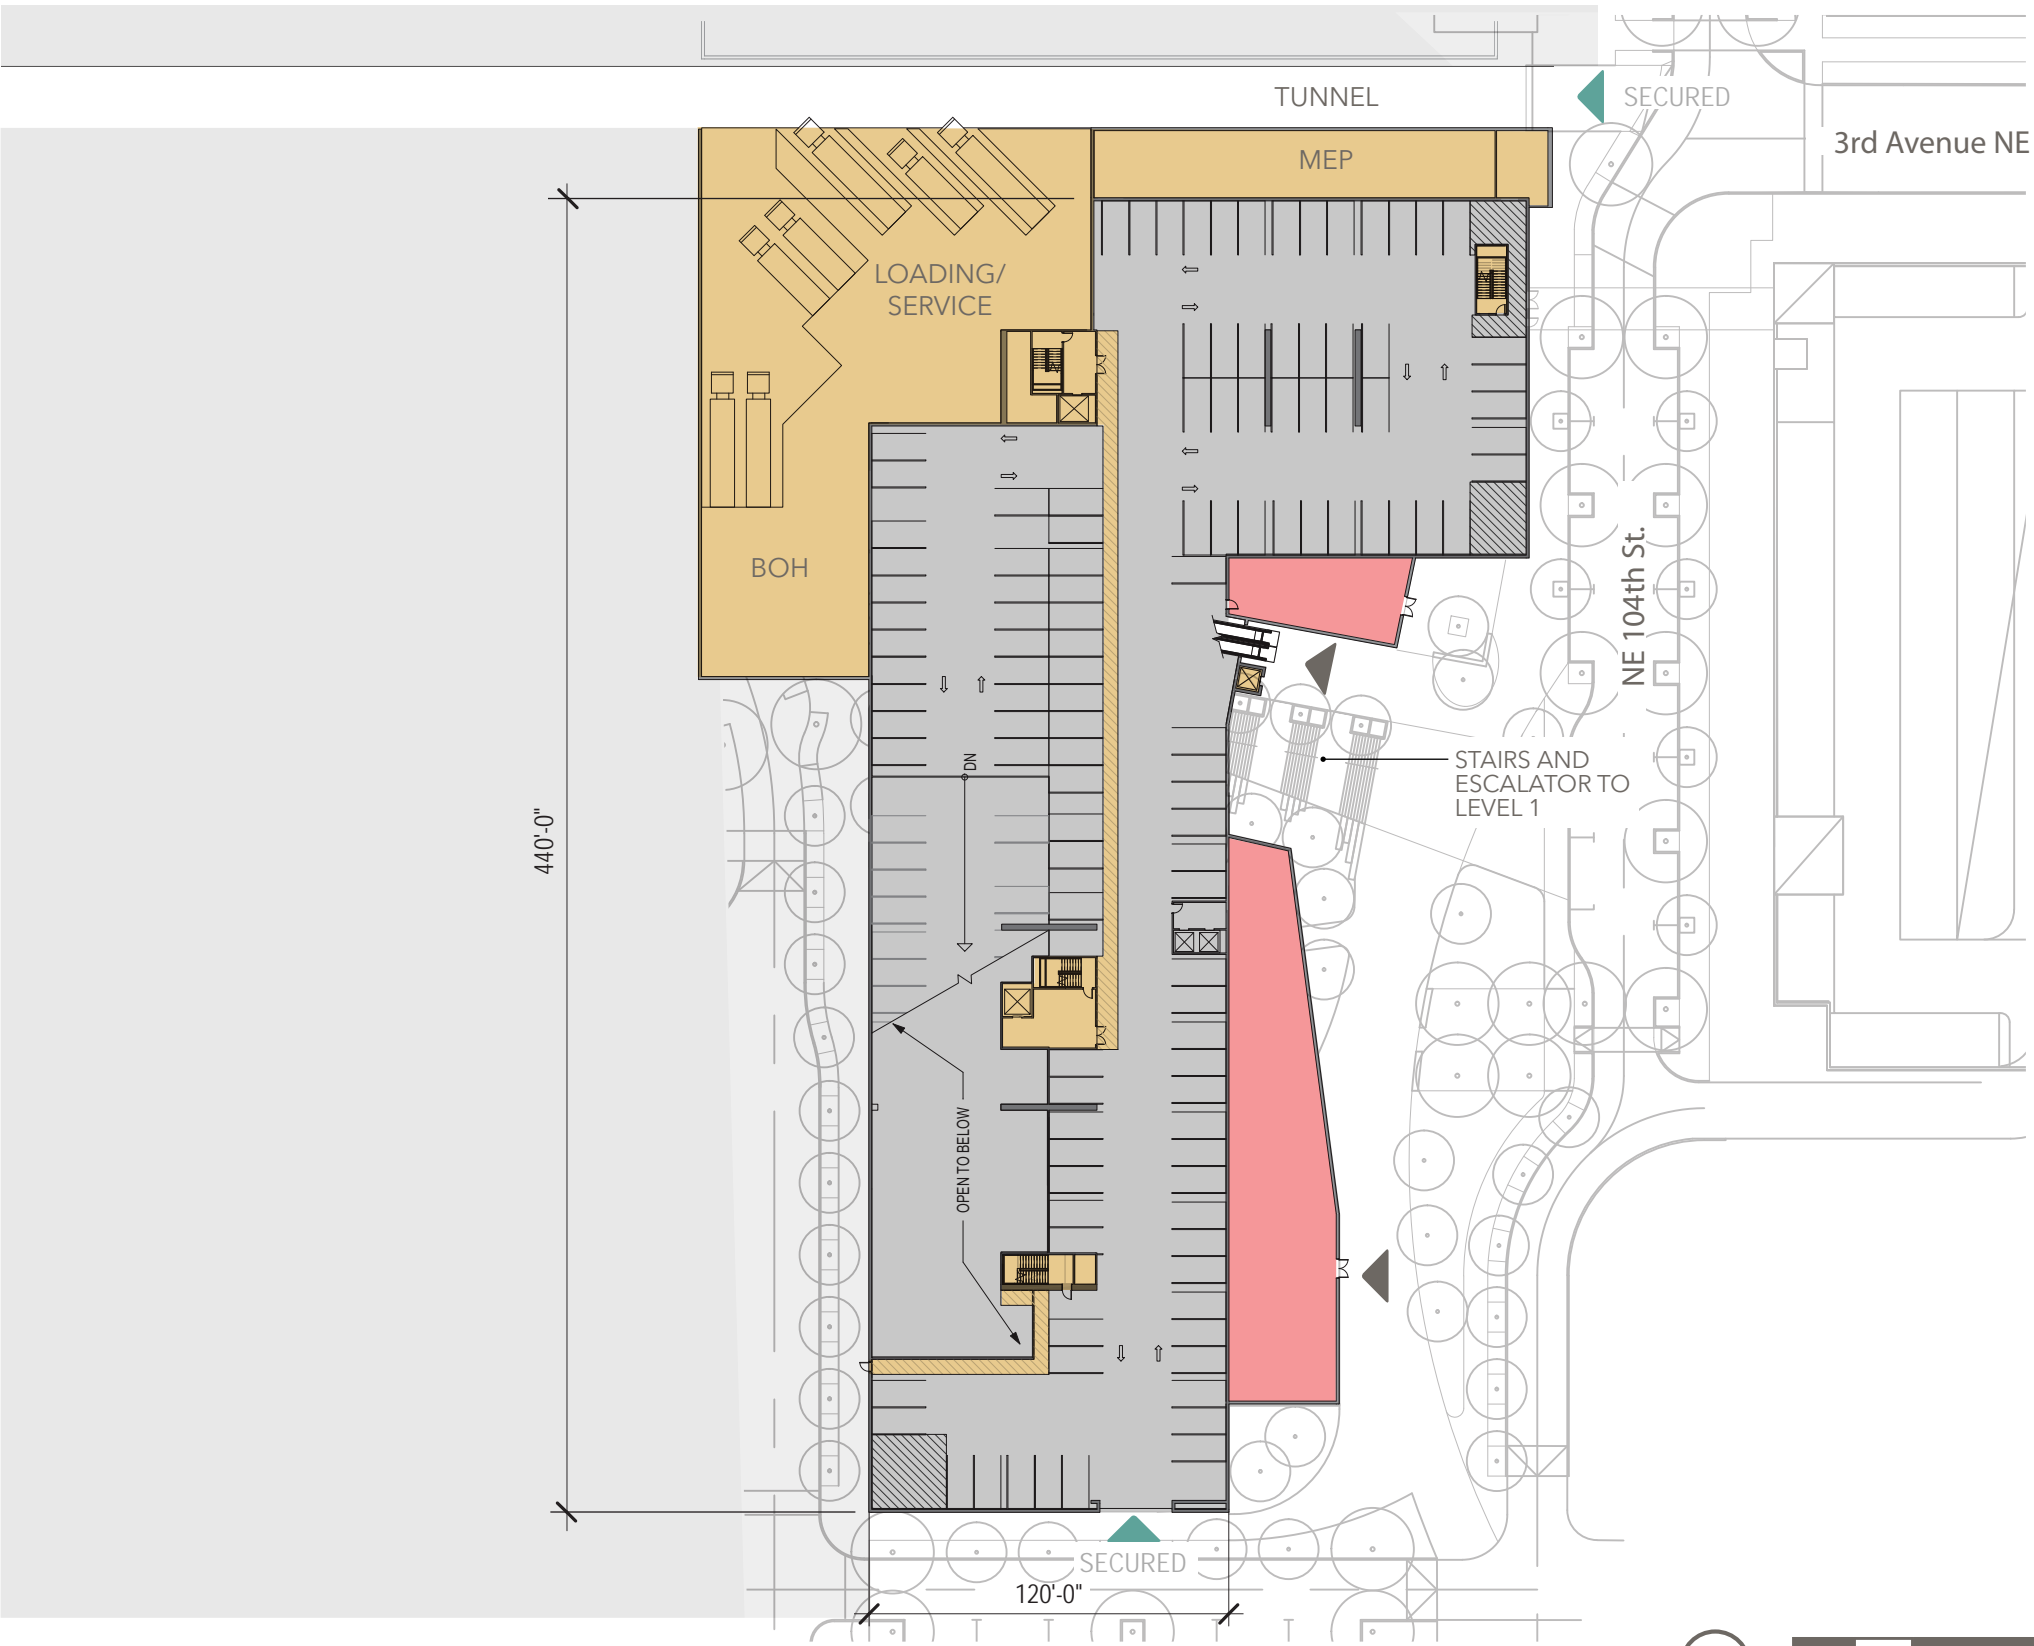 TUNNEL
SECURED
3rd Avenue NE
MEP
LOADING/
SERVICE
BOH
NE 104th St.
DN
STAIRS AND
ESCALATOR TO
LEVEL 1
440'-0"
OPEN TO BELOW
SECURED
120'-0"